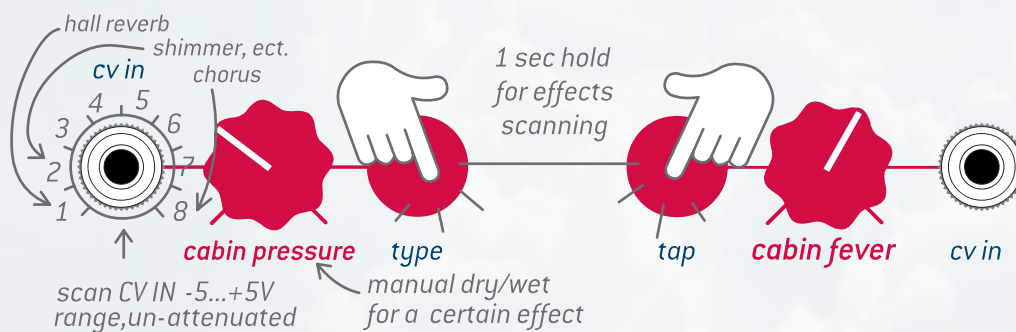 hall reverb
shimmer, ect.
chorus
cv in
1
2
3
4
5
6
7
8
1 sec hold
for effects
scanning
cabin pressure
type
tap
cabin fever
cv in
scan CV IN -5...+5V
range,un-attenuated
manual dry/wet
for a certain effect